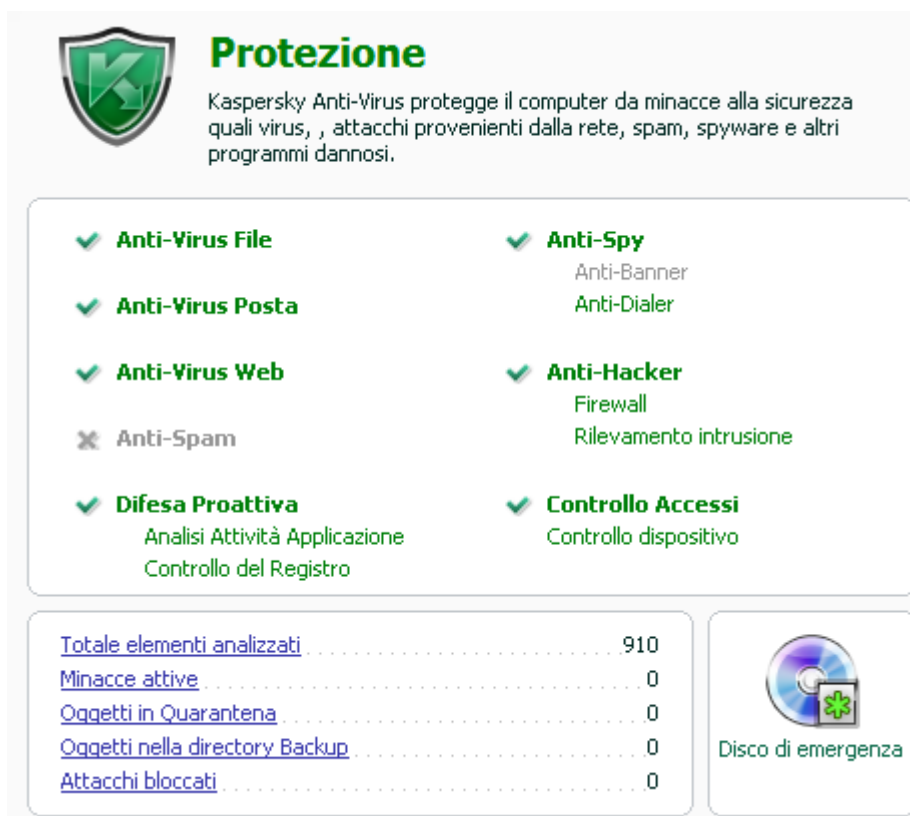 Protezione
Kaspersky Anti-Virus protegge il computer da minacce alla sicurezza
quali virus, , attacchi provenienti dalla rete, spam, spyware e altri
programmi dannosi.
Anti-Virus File
Anti-Virus Posta
Anti-Virus Web
Anti-Spam
Difesa Proattiva
Analisi Attività Applicazione
Controllo del Registro
Anti-Spy
Anti-Banner
Anti-Dialer
Anti-Hacker
Firewall
Rilevamento intrusione
Controllo Accessi
Controllo dispositivo
Totale elementi analizzati 910
Minacce attive 0
Oggetti in Quarantena 0
Oggetti nella directory Backup 0
Attacchi bloccati 0
Disco di emergenza